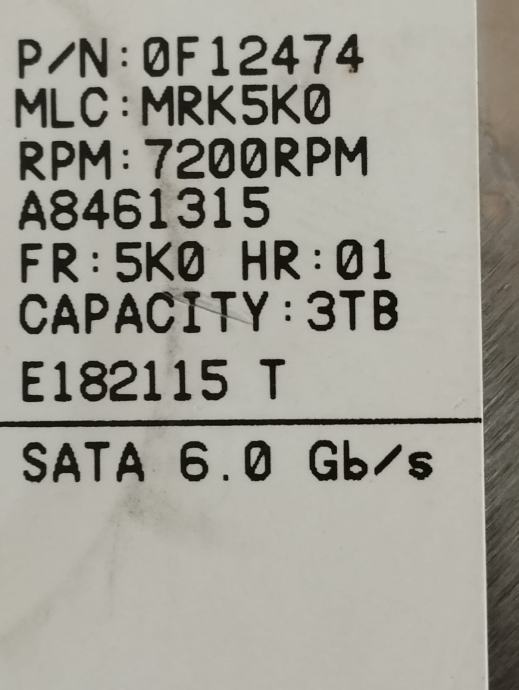 P/N:0F12474
MLC:MRK5K0
RPM:7200RPM
A8461315
FR:5K0 HR:01
CAPACITY:3TB
E182115 T
SATA 6.0 Gb/s